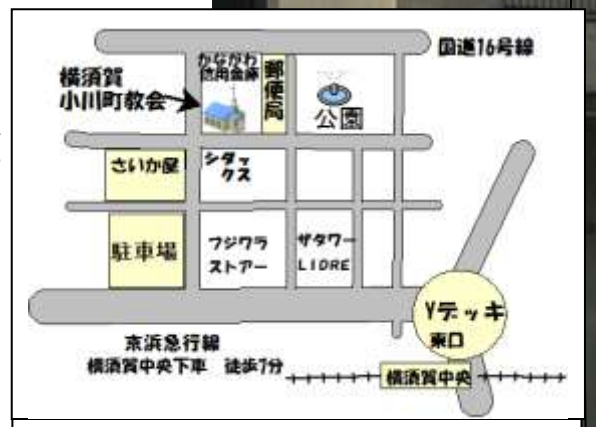 国道16号線
かながわ
信用金庫
郵便局
公園
横須賀
小川町教会
さいか屋
シダッ
クス
駐車場
フジワラ
ストアー
ザタワー
LIDRE
Yデッキ
東口
京浜急行線
横須賀中央下車 徒歩7分
横須賀中央